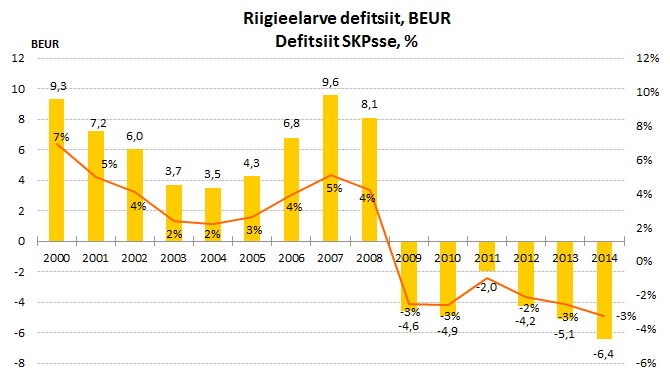 Riigieelarve defitsiit, BEUR
Defitsiit SKPsse, %
BEUR
12 12%
9,3 9,6
10 10%
7,2 8,1
8 8%
6,0 6,8
7% 5%
6 6%
3,7 3,5 4,3
4% 4% 5% 4%
4 4%
2% 2% 3%
2 2%
0 0%
2000 2001 2002 2003 2004 2005 2006 2007 2008 2009 2010 2011 2012 2013 2014
-2 -2%
-2,0
-3% -3% -2% -3% -3%
-4 -4%
-4,6 -4,9 -4,2 -5,1
-6
-6,4
-8 -6%